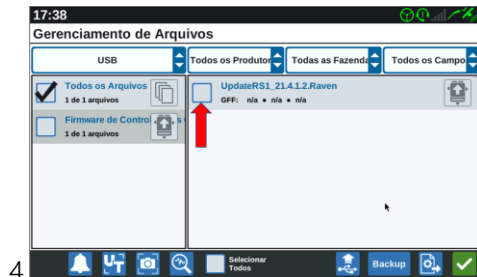 17:38
Gerenciamento de Arquivos
USB
Todos os Produtor
Todas as Fazenda
Todos os Campo
Todos os Arquivos
1 de 1 arquivos
Firmware de Contro
1 de 1 arquivos
UpdateRS1_21.4.1.2.Raven
GFF: n/a • n/a • n/a
4
UT
Selecionar
Todos
Backup